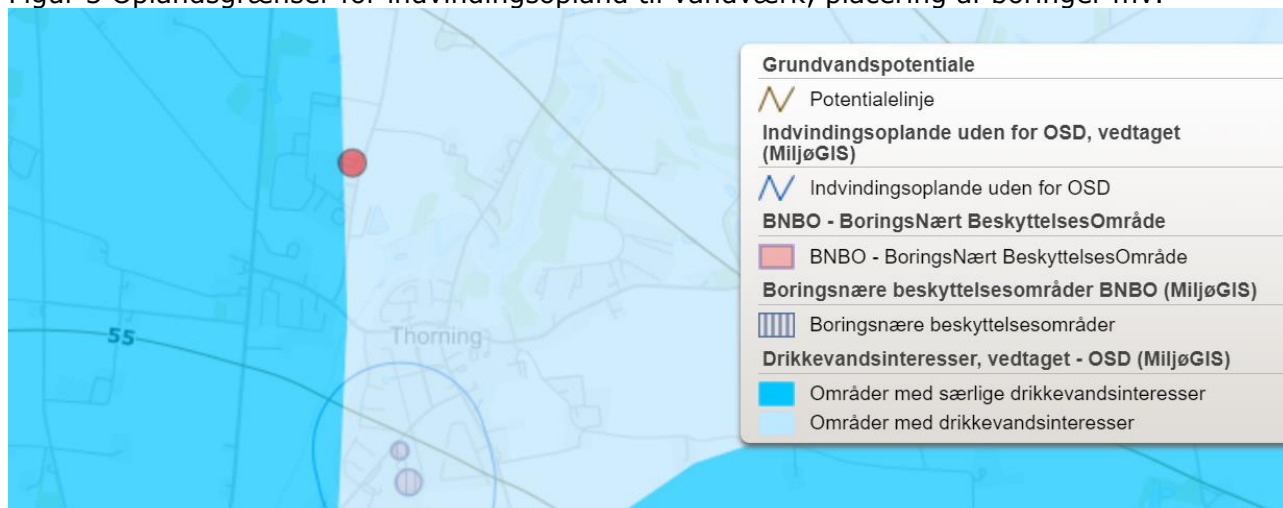 Figur 3 Oplandsgrænser for indvindingsopland til vandværk, placering af boringer mv.
Grundvandspotentiale
Potentialelinje
Indvindingsoplande uden for OSD, vedtaget
(MiljøGIS)
Indvindingsoplande uden for OSD
BNBO - BoringsNært BeskyttelsesOmråde
BNBO - BoringsNært BeskyttelsesOmråde
Boringsnære beskyttelsesområder BNBO (MiljøGIS)
Boringsnære beskyttelsesområder
Drikkevandsinteresser, vedtaget - OSD (MiljøGIS)
Områder med særlige drikkevandsinteresser
Områder med drikkevandsinteresser
55
Thorning